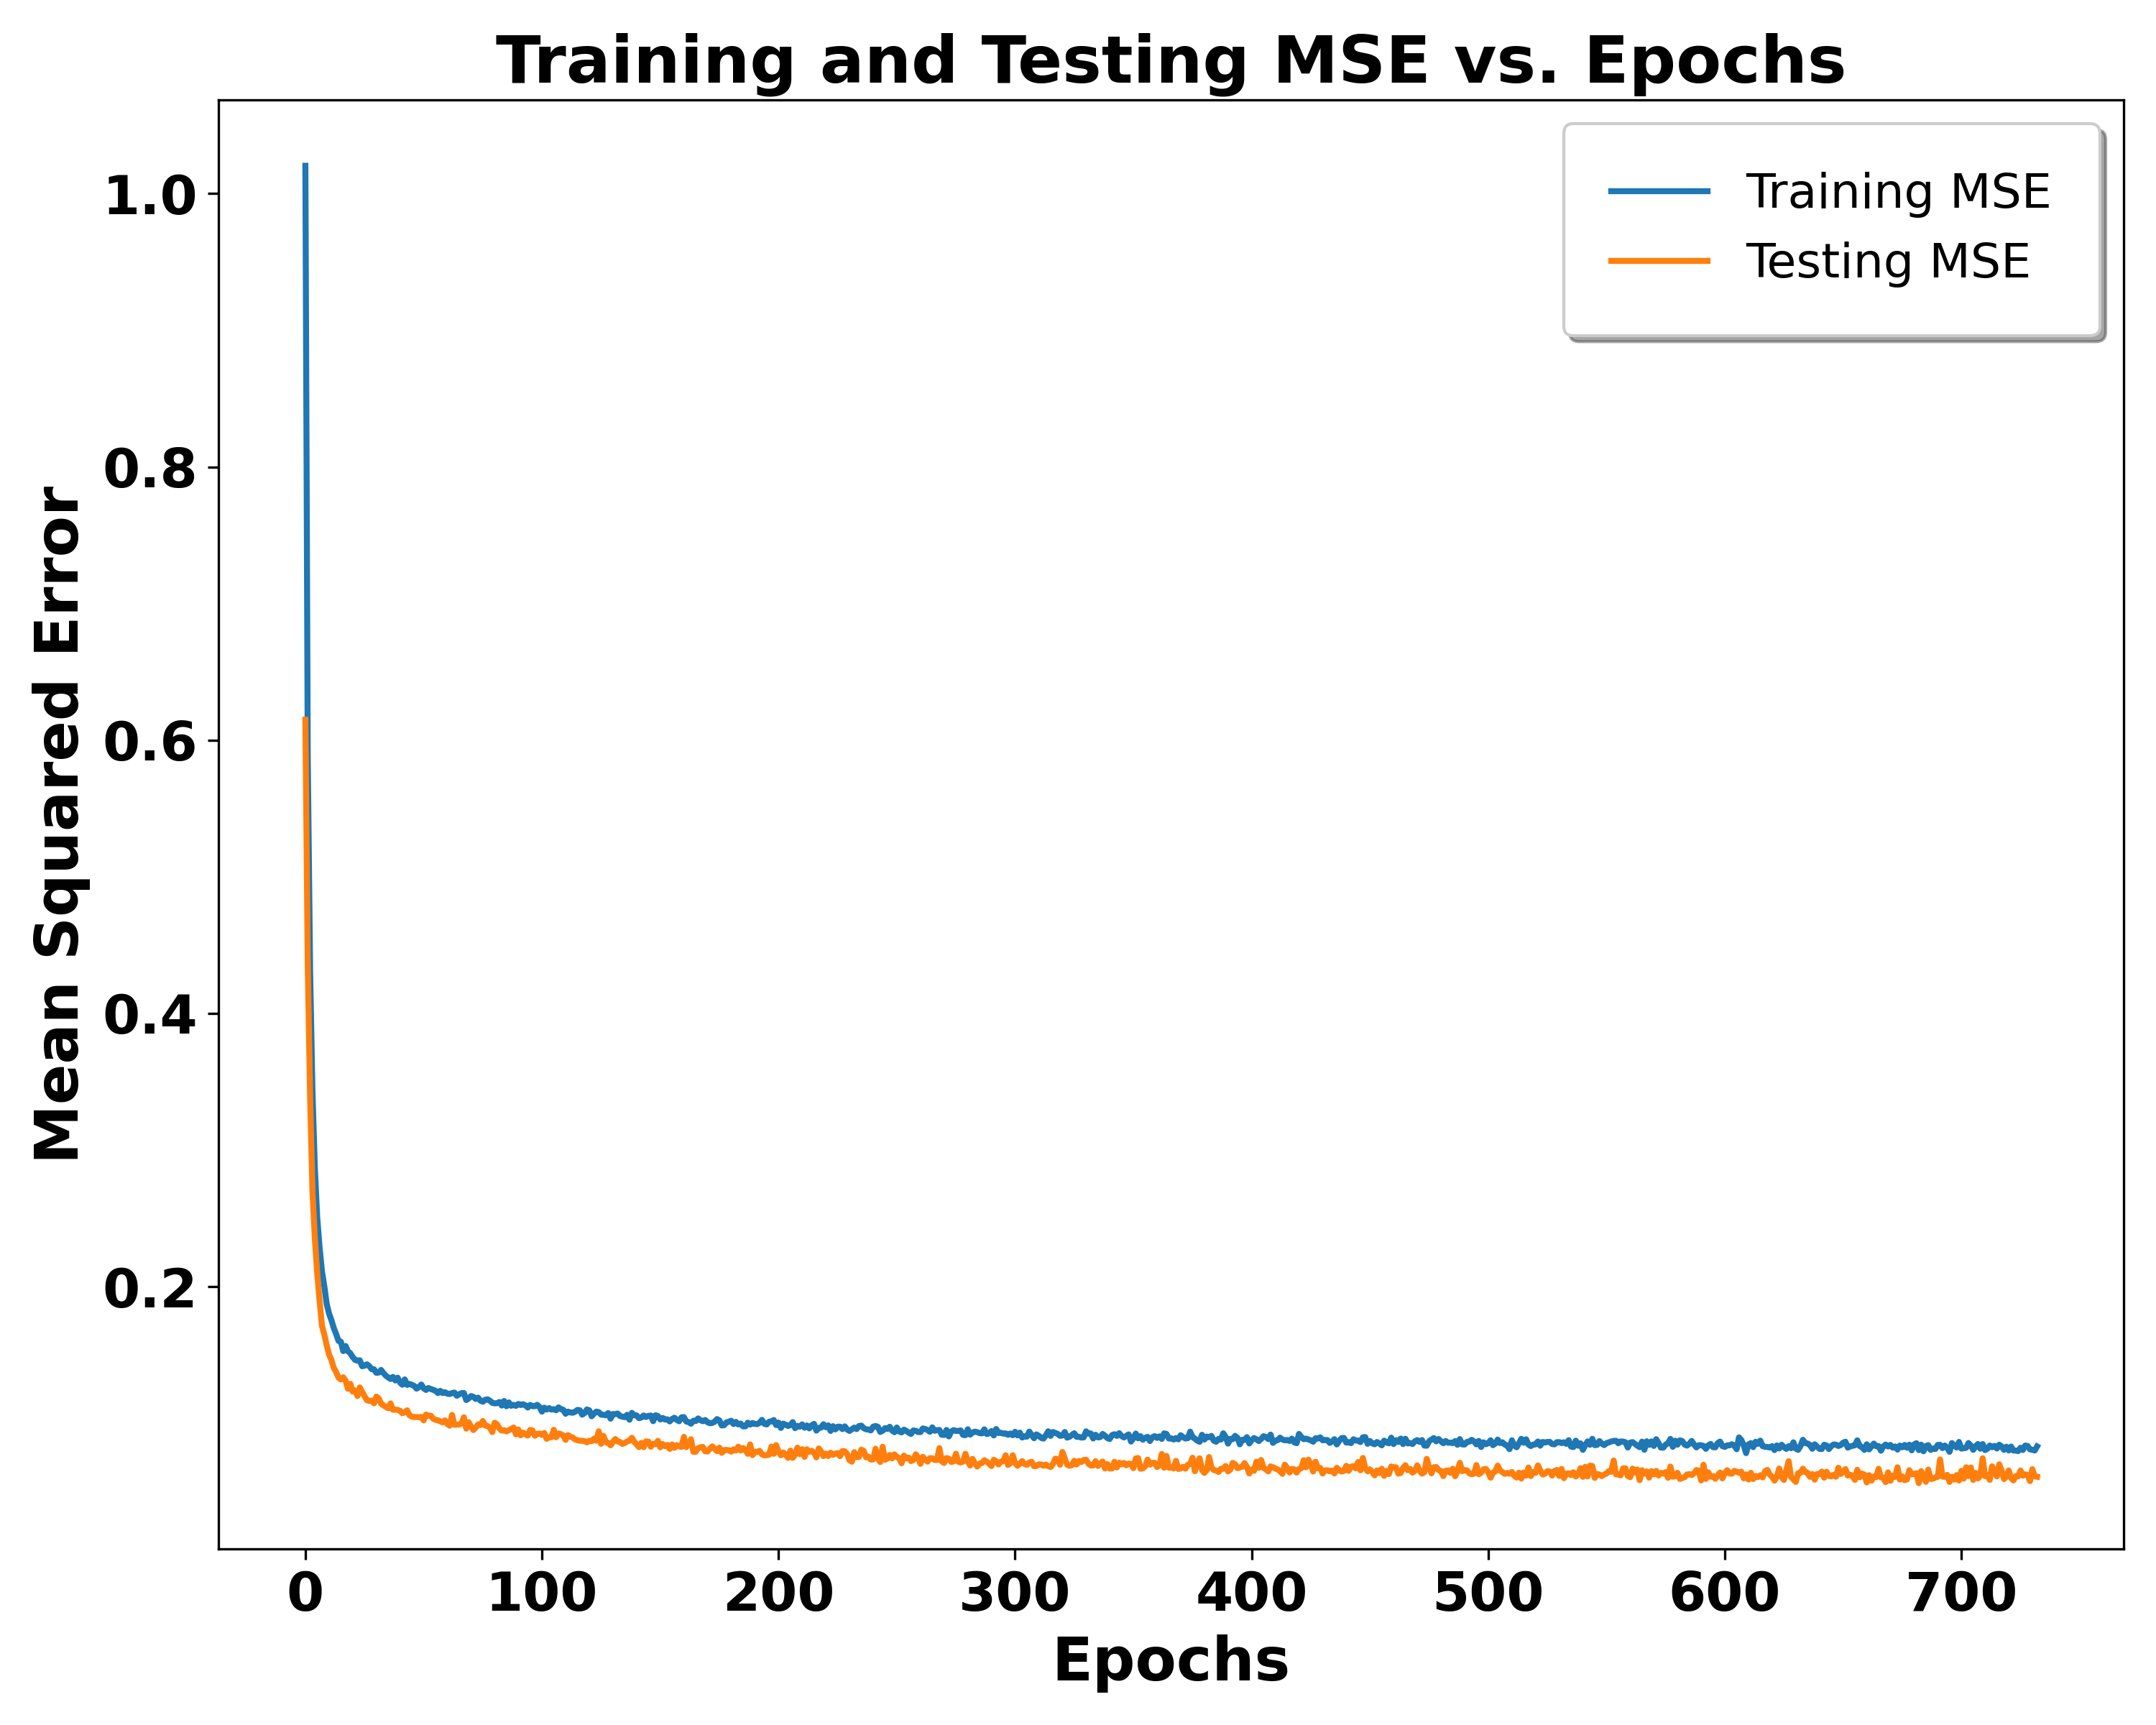 Training and Testing MSE vs. Epochs
Training MSE
Testing MSE
Mean Squared Error
1.0
0.8
0.6
0.4
0.2
0 100 200 300 400 500 600 700
Epochs